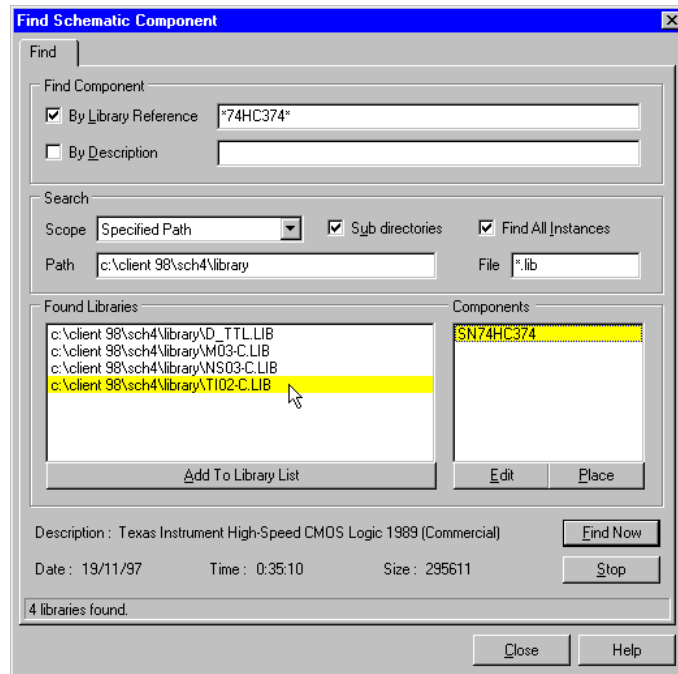 Find Schematic Component
Find
Find Component
By Library Reference *74HC374*
By Description
Search
Scope Specified Path Sub directories Find All Instances
Path c:\client 98\sch4\library File *.lib
Found Libraries Components
c:\client 98\sch4\library\D_TTL.LIB SN74HC374
c:\client 98\sch4\library\M03-C.LIB
c:\client 98\sch4\library\NS03-C.LIB
c:\client 98\sch4\library\TI02-C.LIB
Add To Library List Edit Place
Description : Texas Instrument High-Speed CMOS Logic 1989 (Commercial) Find Now
Date : 19/11/97 Time : 0:35:10 Size : 295611 Stop
4 libraries found.
Close Help